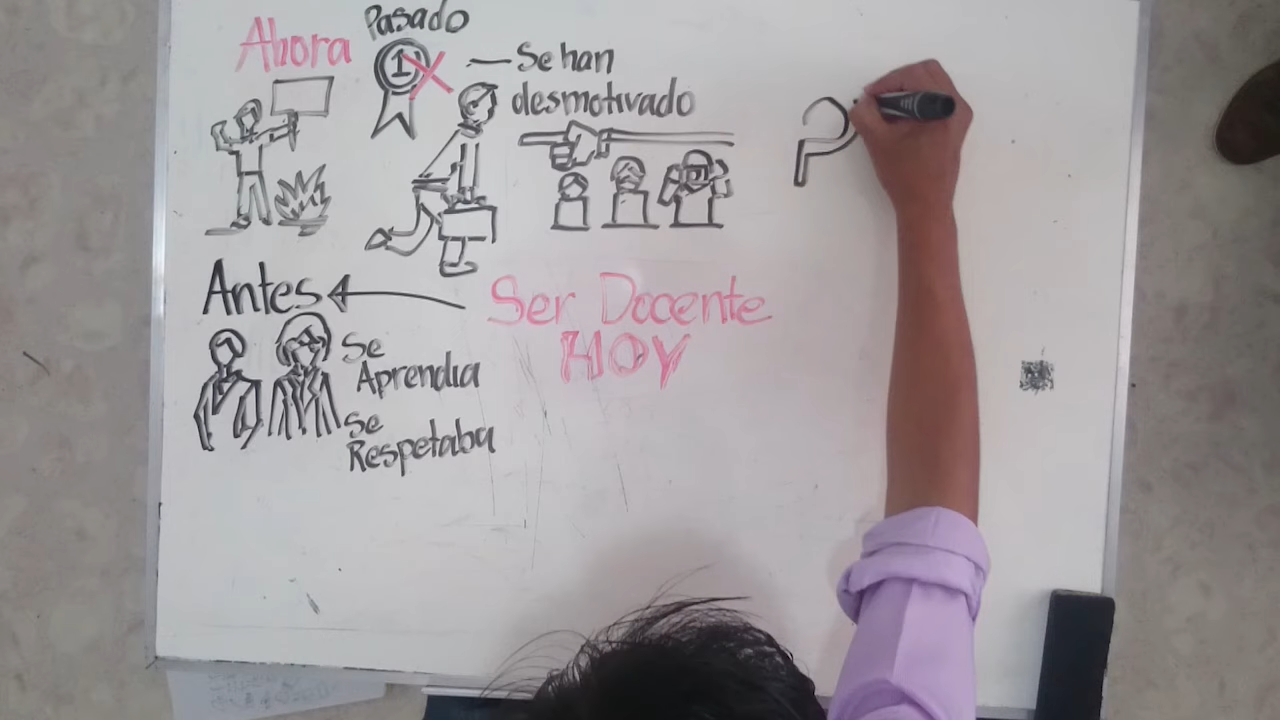 Ahora
Pasado
1
Se han
desmotivado
Antes
Ser Docente
HOY
Se
Aprendia
Se
Respetaba